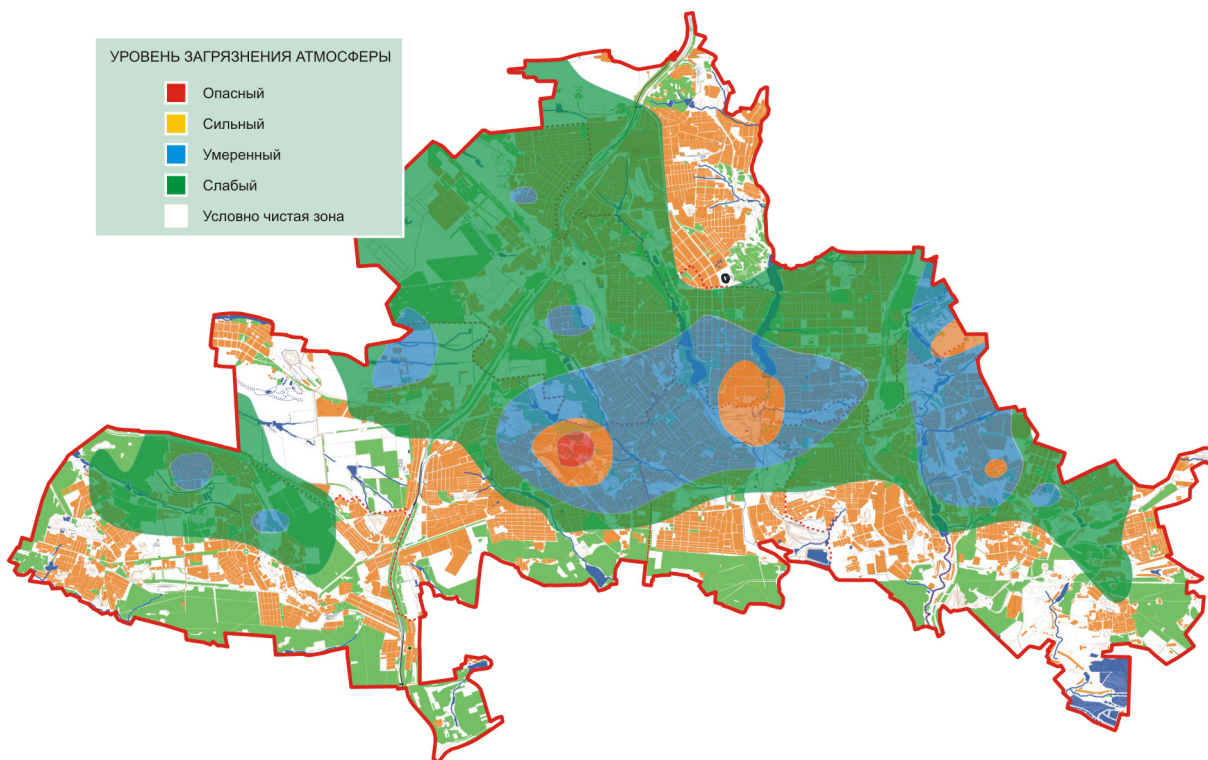 УРОВЕНЬ ЗАГРЯЗНЕНИЯ АТМОСФЕРЫ
Опасный
Сильный
Умеренный
Слабый
Условно чистая зона